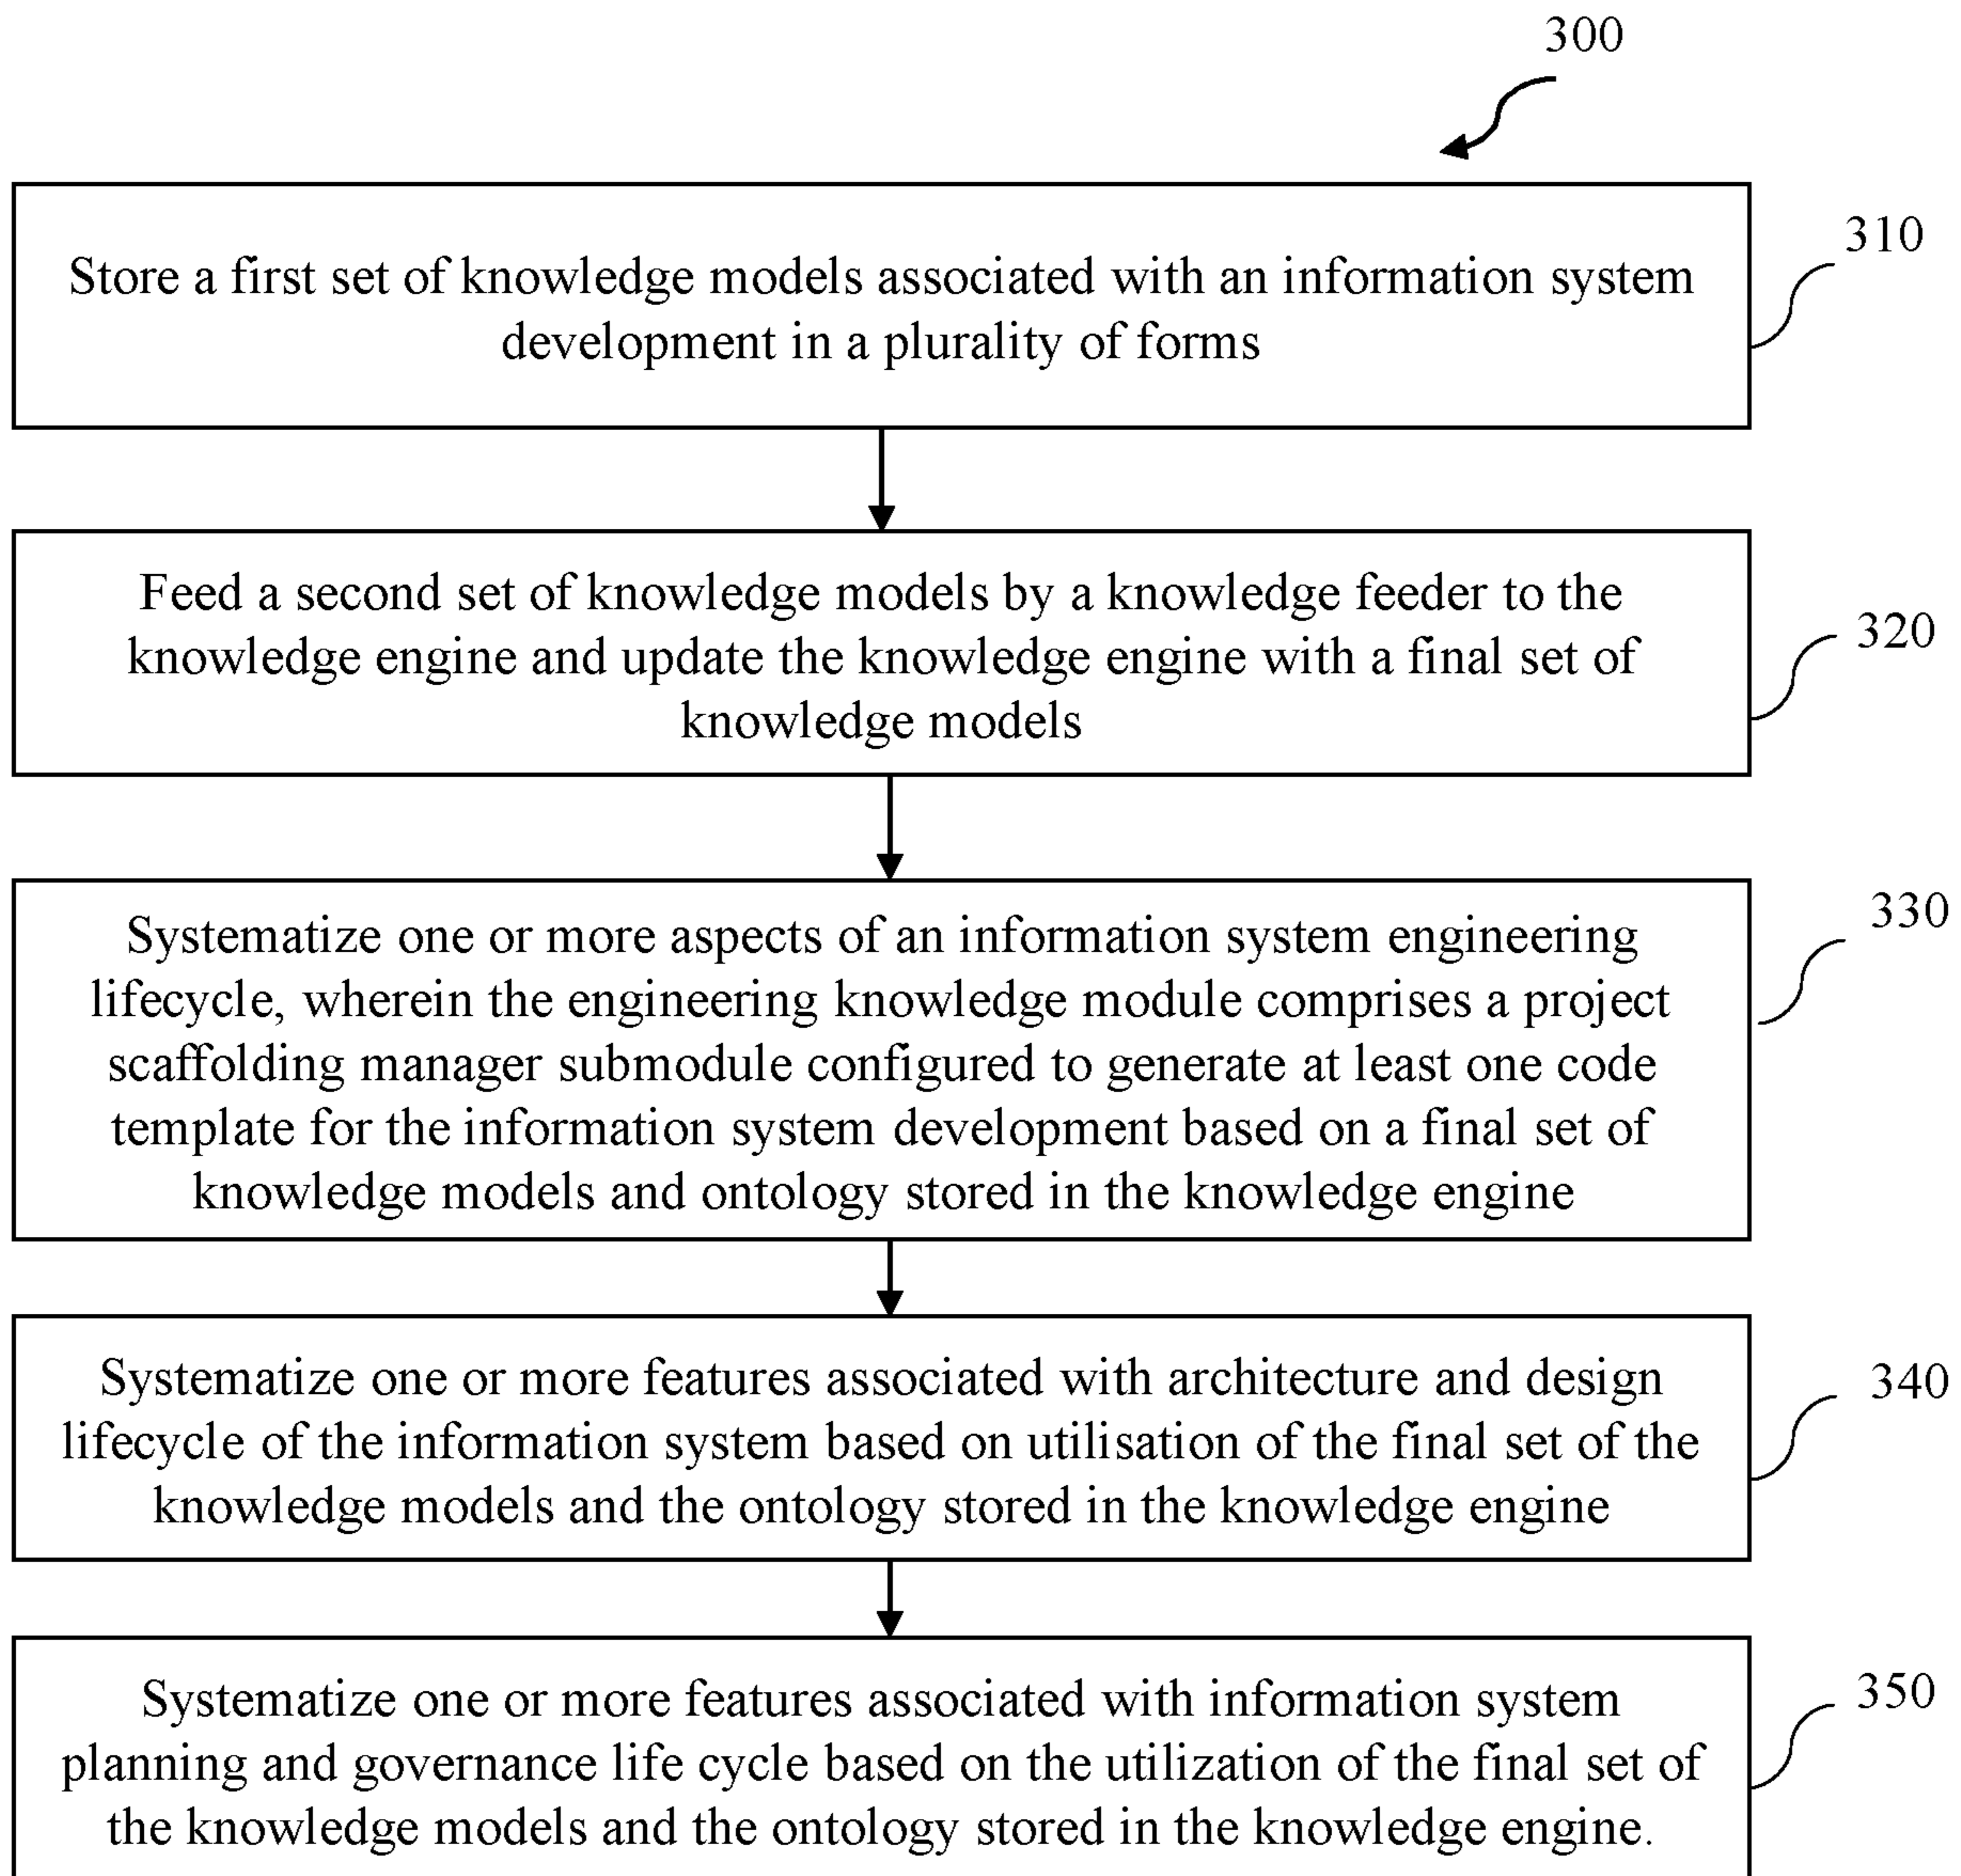 300
310
Store a first set of knowledge models associated with an information system
development in a plurality of forms
320
Feed a second set of knowledge models by a knowledge feeder to the
knowledge engine and update the knowledge engine with a final set of
knowledge models
330
Systematize one or more aspects of an information system engineering
lifecycle, wherein the engineering knowledge module comprises a project
scaffolding manager submodule configured to generate at least one code
template for the information system development based on a final set of
knowledge models and ontology stored in the knowledge engine
340
Systematize one or more features associated with architecture and design
lifecycle of the information system based on utilisation of the final set of the
knowledge models and the ontology stored in the knowledge engine
350
Systematize one or more features associated with information system
planning and governance life cycle based on the utilization of the final set of
the knowledge models and the ontology stored in the knowledge engine.